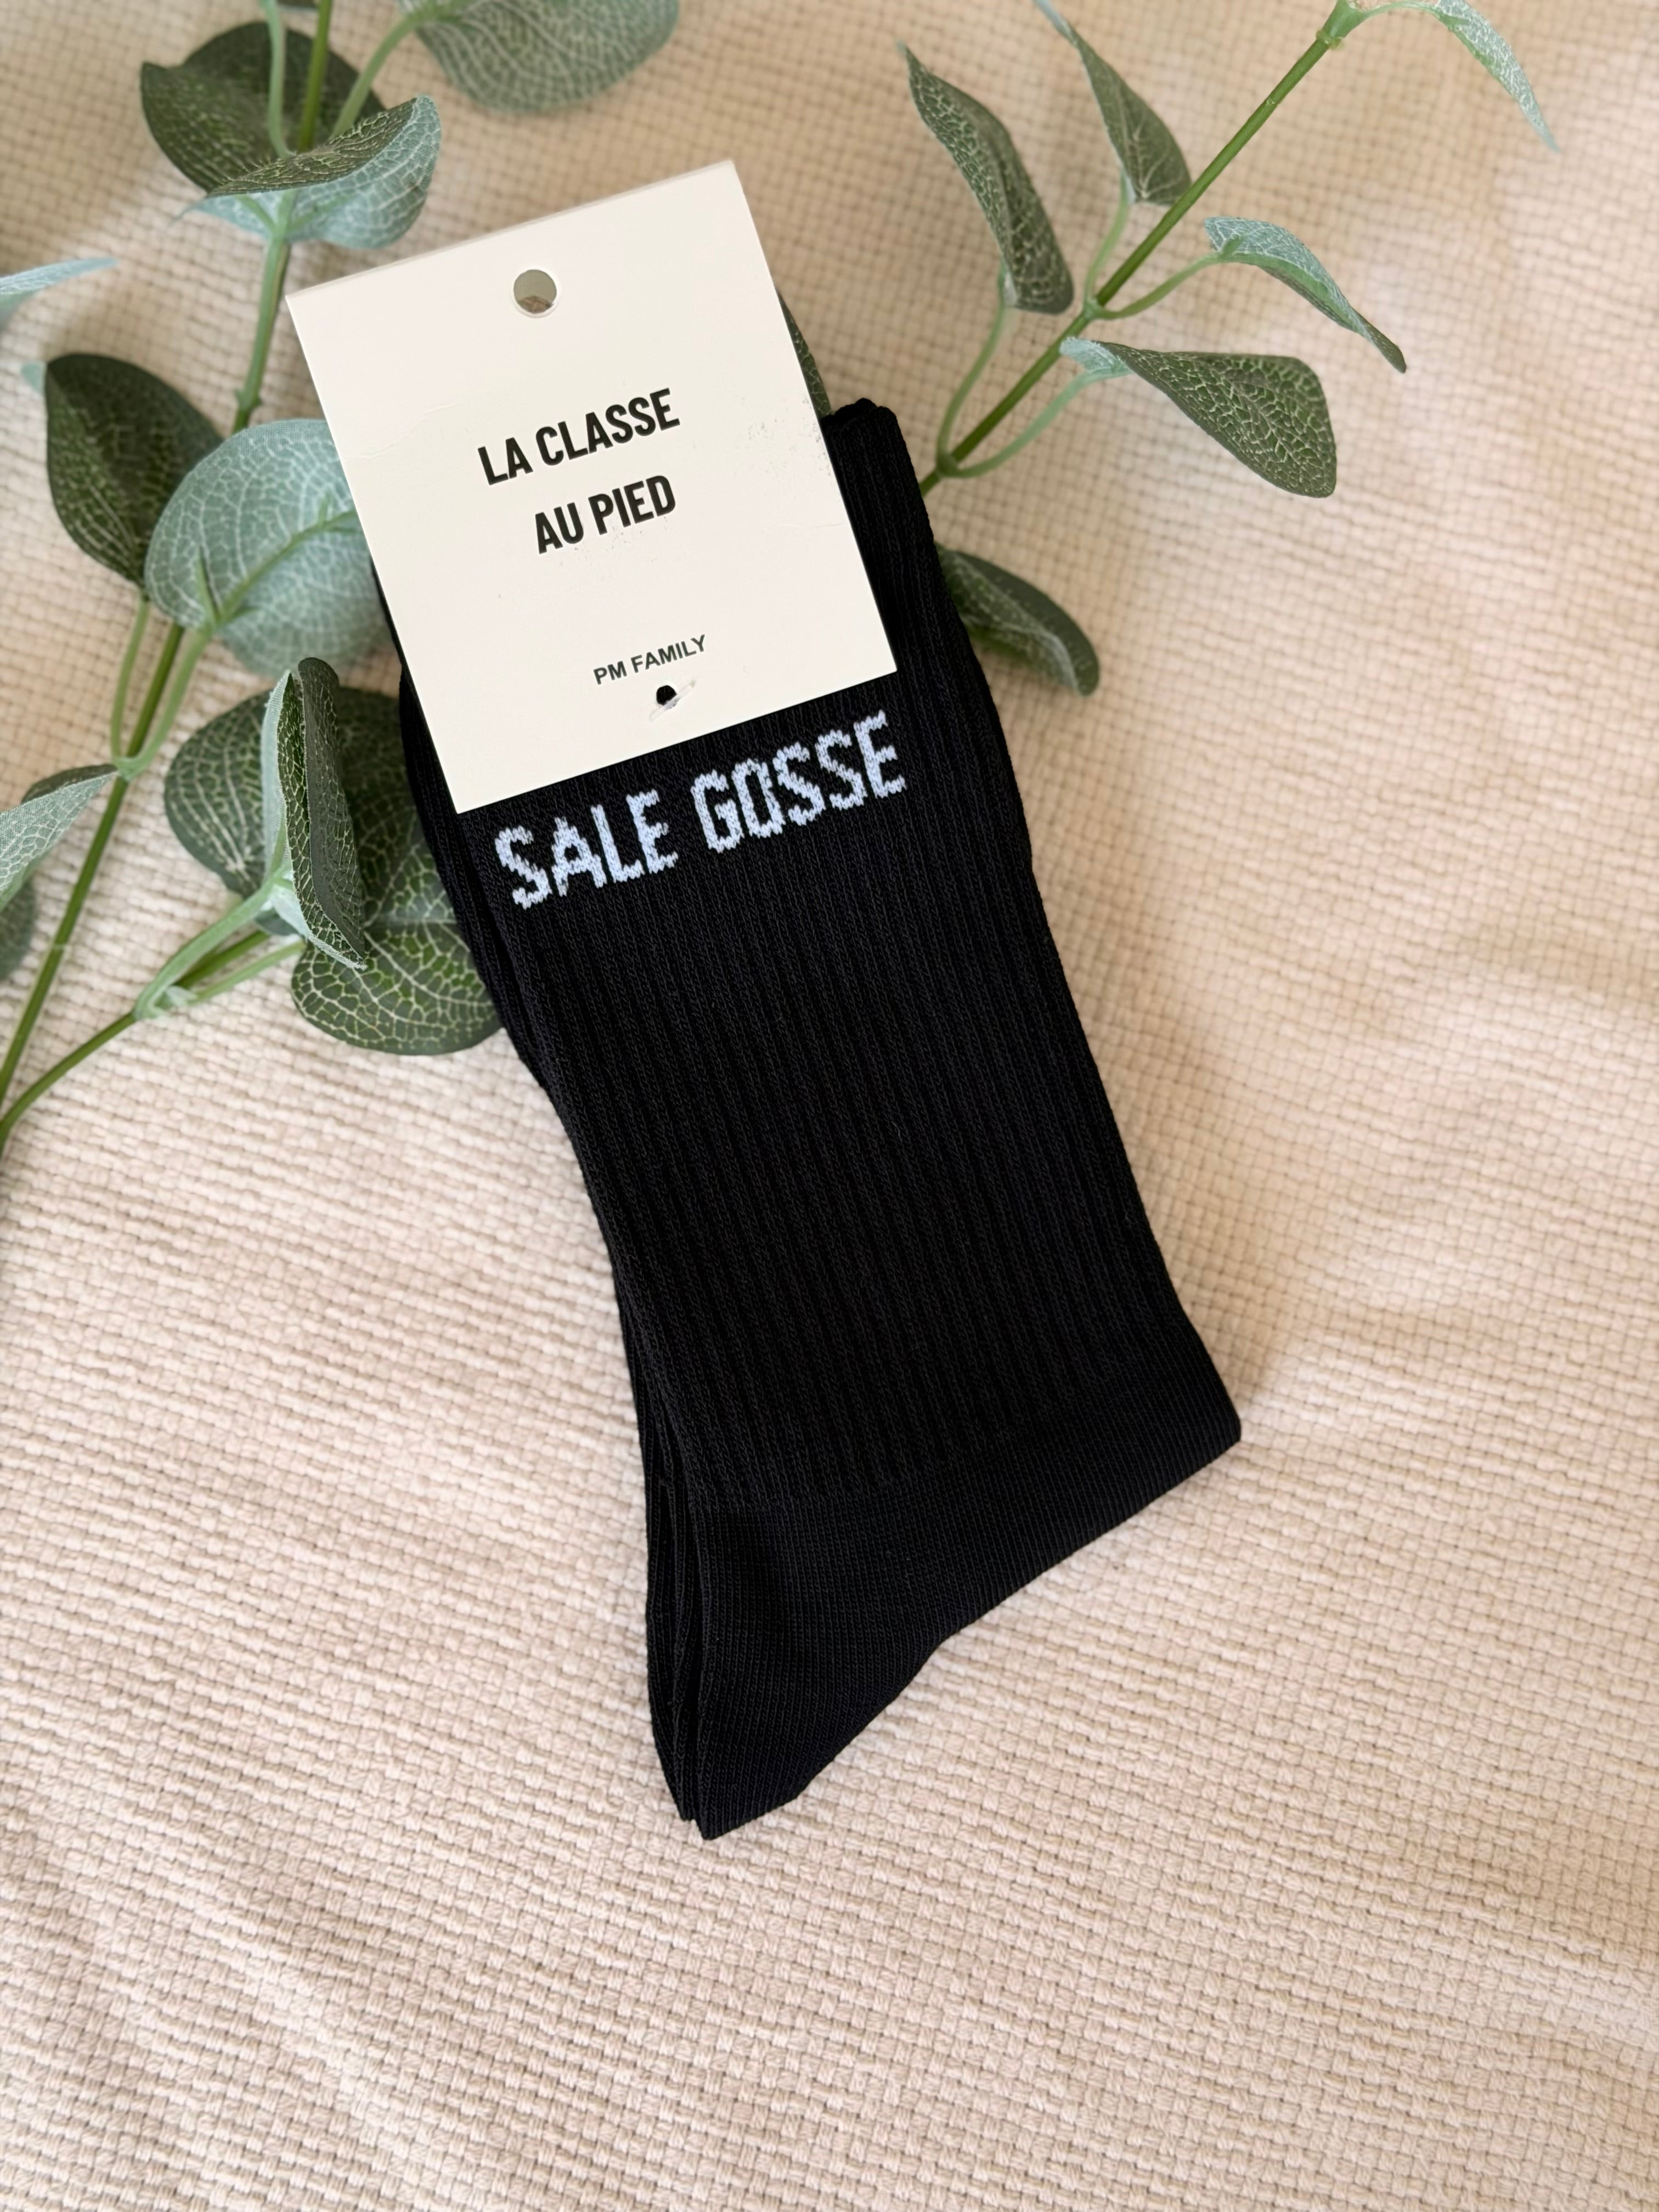 LA CLASSE
AU PIED
PM FAMILY
SALE GOSSE